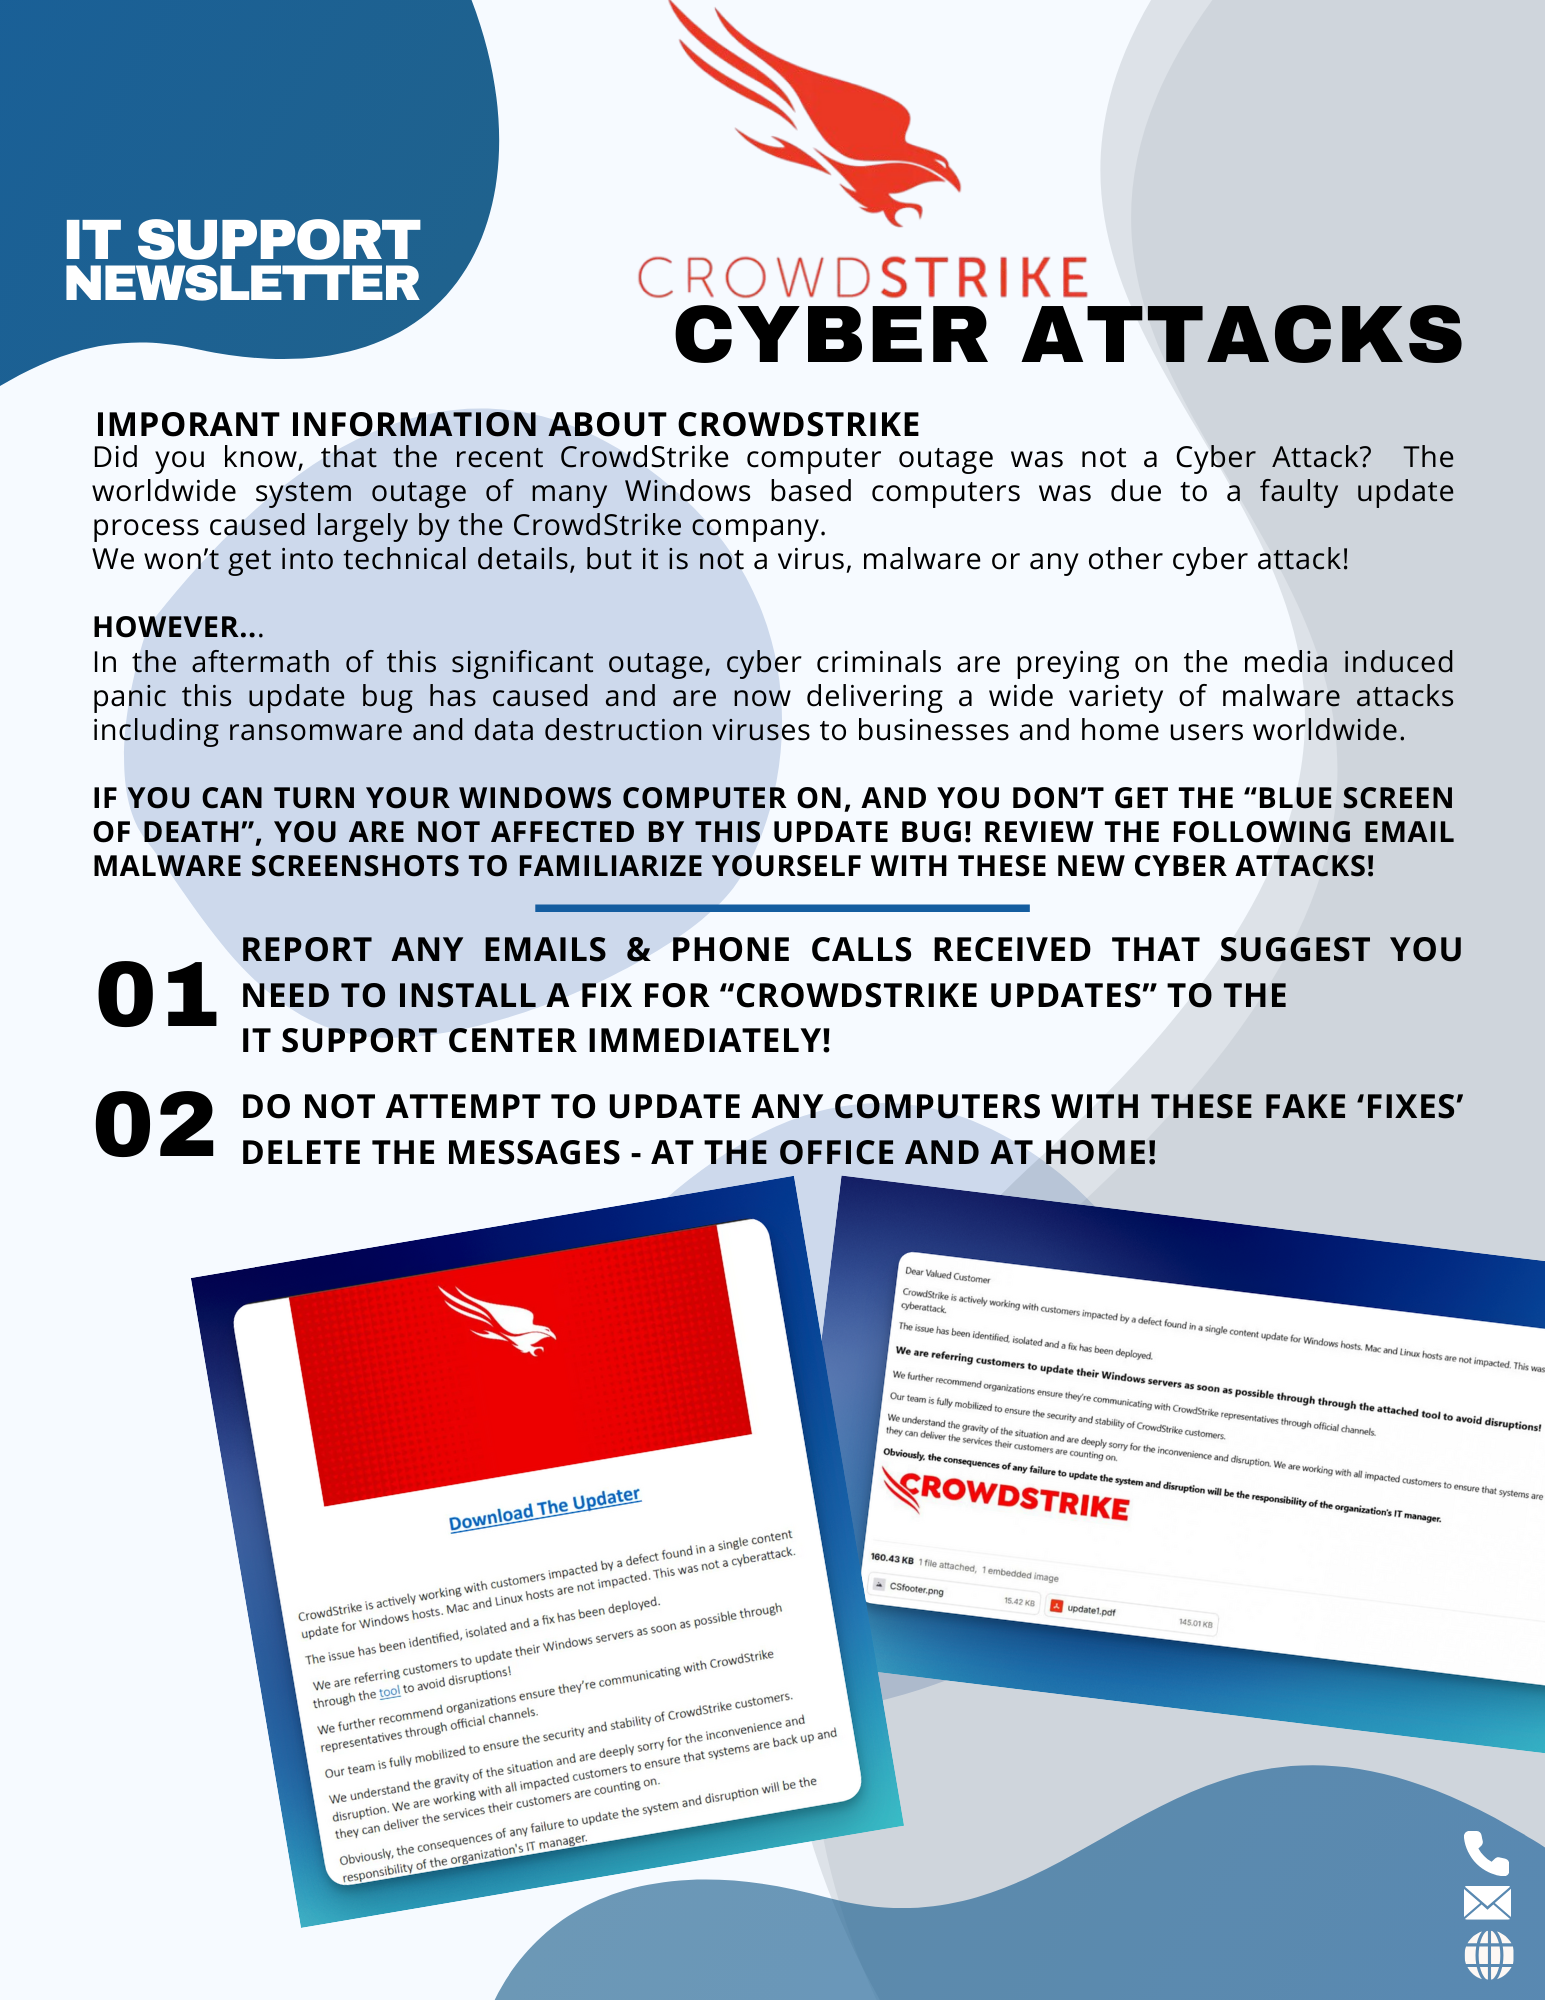 IT SUPPORT
NEWSLETTER
CROWDSTRIKE
CYBER ATTACKS
IMPORANT INFORMATION ABOUT CROWDSTRIKE
Did you know, that the recent CrowdStrike computer outage was not a Cyber Attack? The
worldwide system outage of many Windows based computers was due to a faulty update
process caused largely by the CrowdStrike company.
We won't get into technical details, but it is not a virus, malware or any other cyber attack!
HOWEVER...
In the aftermath of this significant outage, cyber criminals are preying on the media induced
panic this update bug has caused and are now delivering a wide variety of malware attacks
including ransomware and data destruction viruses to businesses and home users worldwide.
IF YOU CAN TURN YOUR WINDOWS COMPUTER ON, AND YOU DON'T GET THE "BLUE SCREEN
OF DEATH", YOU ARE NOT AFFECTED BY THIS UPDATE BUG! REVIEW THE FOLLOWING EMAIL
MALWARE SCREENSHOTS TO FAMILIARIZE YOURSELF WITH THESE NEW CYBER ATTACKS!
01
REPORT ANY EMAILS & PHONE CALLS RECEIVED THAT SUGGEST YOU
NEED TO INSTALL A FIX FOR "CROWDSTRIKE UPDATES" TO THE
IT SUPPORT CENTER IMMEDIATELY!
02
DO NOT ATTEMPT TO UPDATE ANY COMPUTERS WITH THESE FAKE 'FIXES'
DELETE THE MESSAGES - AT THE OFFICE AND AT HOME!
Download The Updater
CrowdStrike is actively working with customers impacted by a defect found in a single content
update for Windows hosts. Mac and Linux hosts are not impacted. This was not a cyberattack.
The issue has been identified, isolated and a fix has been deployed.
We are referring customers to update their Windows servers as soon as possible through
through the tool to avoid disruptions!
We further recommend organizations ensure they're communicating with CrowdStrike
representatives through official channels.
Our team is fully mobilized to ensure the security and stability of CrowdStrike customers.
We understand the gravity of the situation and are deeply sorry for the inconvenience and
disruption. We are working with all impacted customers to ensure that systems are back up and
they can deliver the services their customers are counting on.
Obviously, the consequences of any failure to update the system and disruption will be the
responsibility of the organization's IT manager.
Dear Valued Customer
CrowdStrike is actively working with customers impacted by a defect found in a single content update for Windows hosts. Mac and Linux hosts are not impacted. This was
cyberattack.
The issue has been identified, isolated and a fix has been deployed.
We are referring customers to update their Windows servers as soon as possible through through the attached tool to avoid disruptions!
We further recommend organizations ensure they're communicating with CrowdStrike representatives through official channels.
Our team is fully mobilized to ensure the security and stability of CrowdStrike customers.
We understand the gravity of the situation and are deeply sorry for the inconvenience and disruption. We are working with all impacted customers to ensure that systems are
they can deliver the services their customers are counting on.
Obviously, the consequences of any failure to update the system and disruption will be the responsibility of the organization's IT manager.
CROWDSTRIKE
160.43 KB 1 file attached, 1 embedded image
CSfooter.png 15.42 KB update1.pdf 145.01 KB